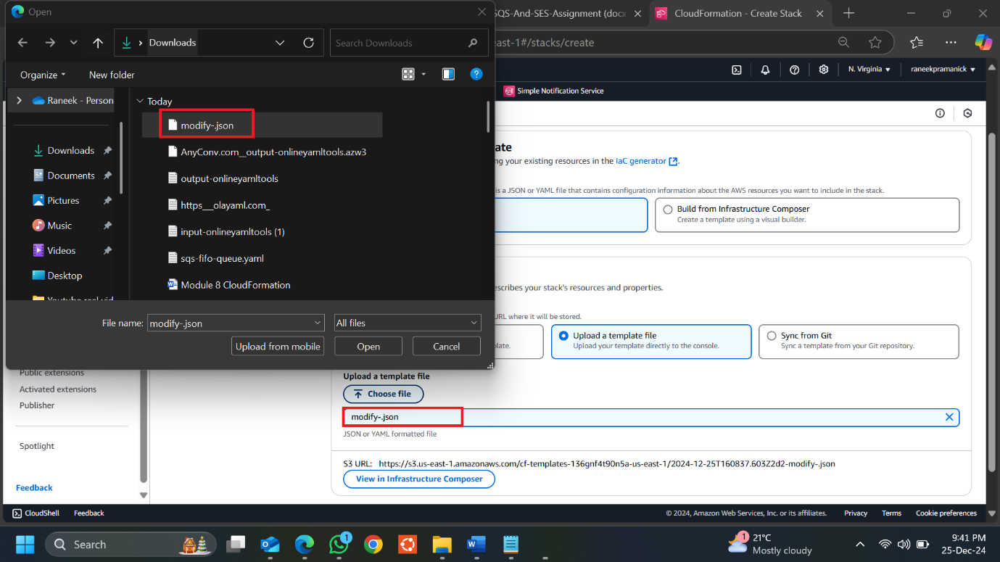 Open
SQS-And-SES-Assignment (docx
CloudFormation - Create Stack
Downloads
Search Downloads
east-1#/stacks/create
Organize
New folder
N. Virginia
raneekpramanick
Raneek - Person
Today
Simple Notification Service
modify-.json
AnyConv.com__output-onlineyamltools.azw3
output-onlineyamltools
https___olayaml.com_
input-onlineyamltools (1)
sqs-fifo-queue.yaml
Module 8 CloudFormation
Downloads
Documents
Pictures
Music
Videos
Desktop
Youtube reel vid
File name:
modify-.json
All files
Upload from mobile
Open
Cancel
ate
ng your existing resources in the IaC generator.
is a JSON or YAML file that contains configuration information about the AWS resources you want to include in the stack.
Build from Infrastructure Composer
Create a template using a visual builder.
escribes your stack's resources and properties.
URL where it will be stored.
late.
Upload a template file
Upload your template directly to the console.
Sync from Git
Sync a template from your Git repository.
Public extensions
Activated extensions
Publisher
Spotlight
Feedback
Upload a template file
Choose file
modify-.json
JSON or YAML formatted file
S3 URL: https://s3.us-east-1.amazonaws.com/cf-templates-136gnf4t90n5a-us-east-1/2024-12-25T160837.603Z2d2-modify-.json
View in Infrastructure Composer
CloudShell
Feedback
© 2024, Amazon Web Services, Inc. or its affiliates.
Privacy
Terms
Cookie preferences
Search
1
1
21°C
Mostly cloudy
9:41 PM
25-Dec-24